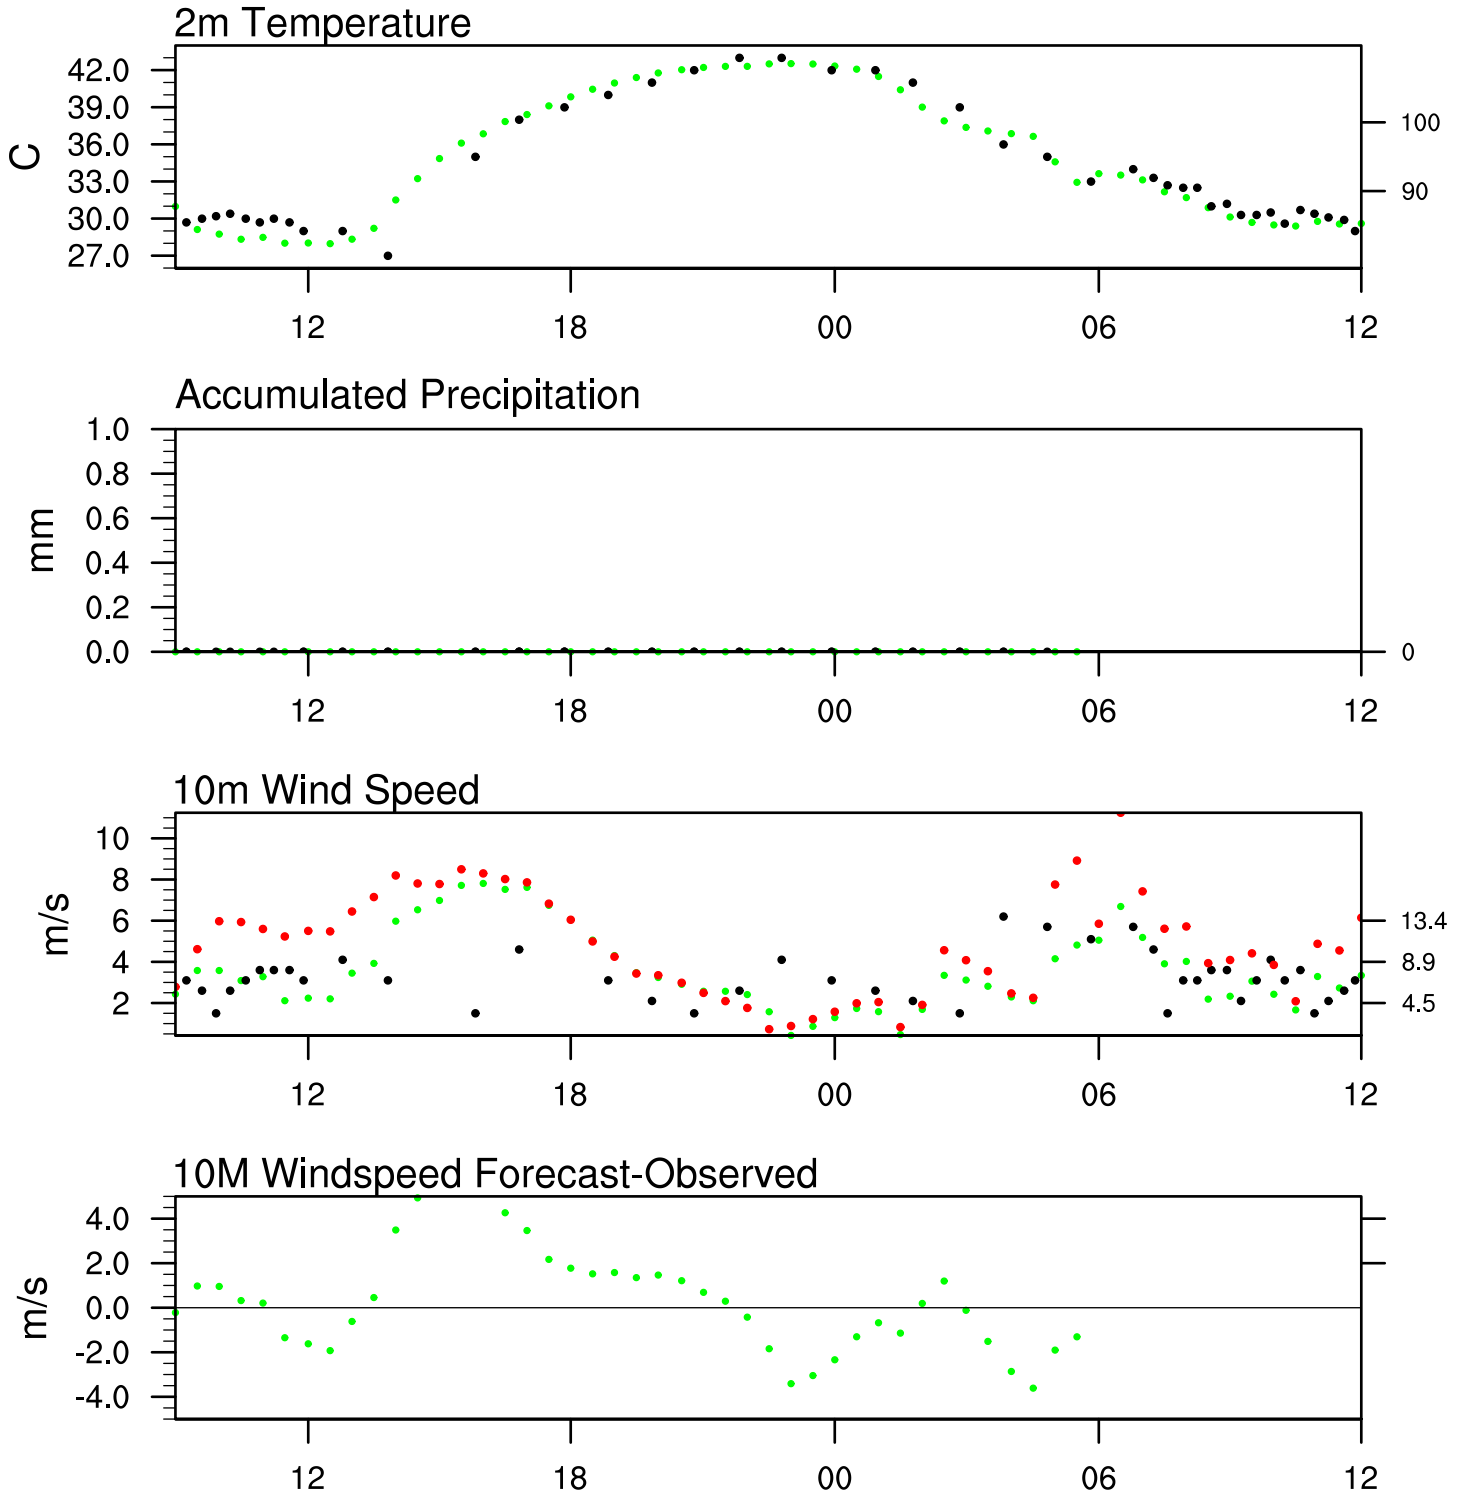 2m Temperature
42.0
39.0
36.0
33.0
30.0
27.0
C
100
90
12 18 00 06 12
Accumulated Precipitation
1.0
0.8
0.6
0.4
0.2
0.0
mm
0
12 18 00 06 12
10m Wind Speed
10
8
6
4
2
m/s
13.4
8.9
4.5
12 18 00 06 12
10M Windspeed Forecast-Observed
4.0
2.0
0.0
-2.0
-4.0
m/s
12 18 00 06 12